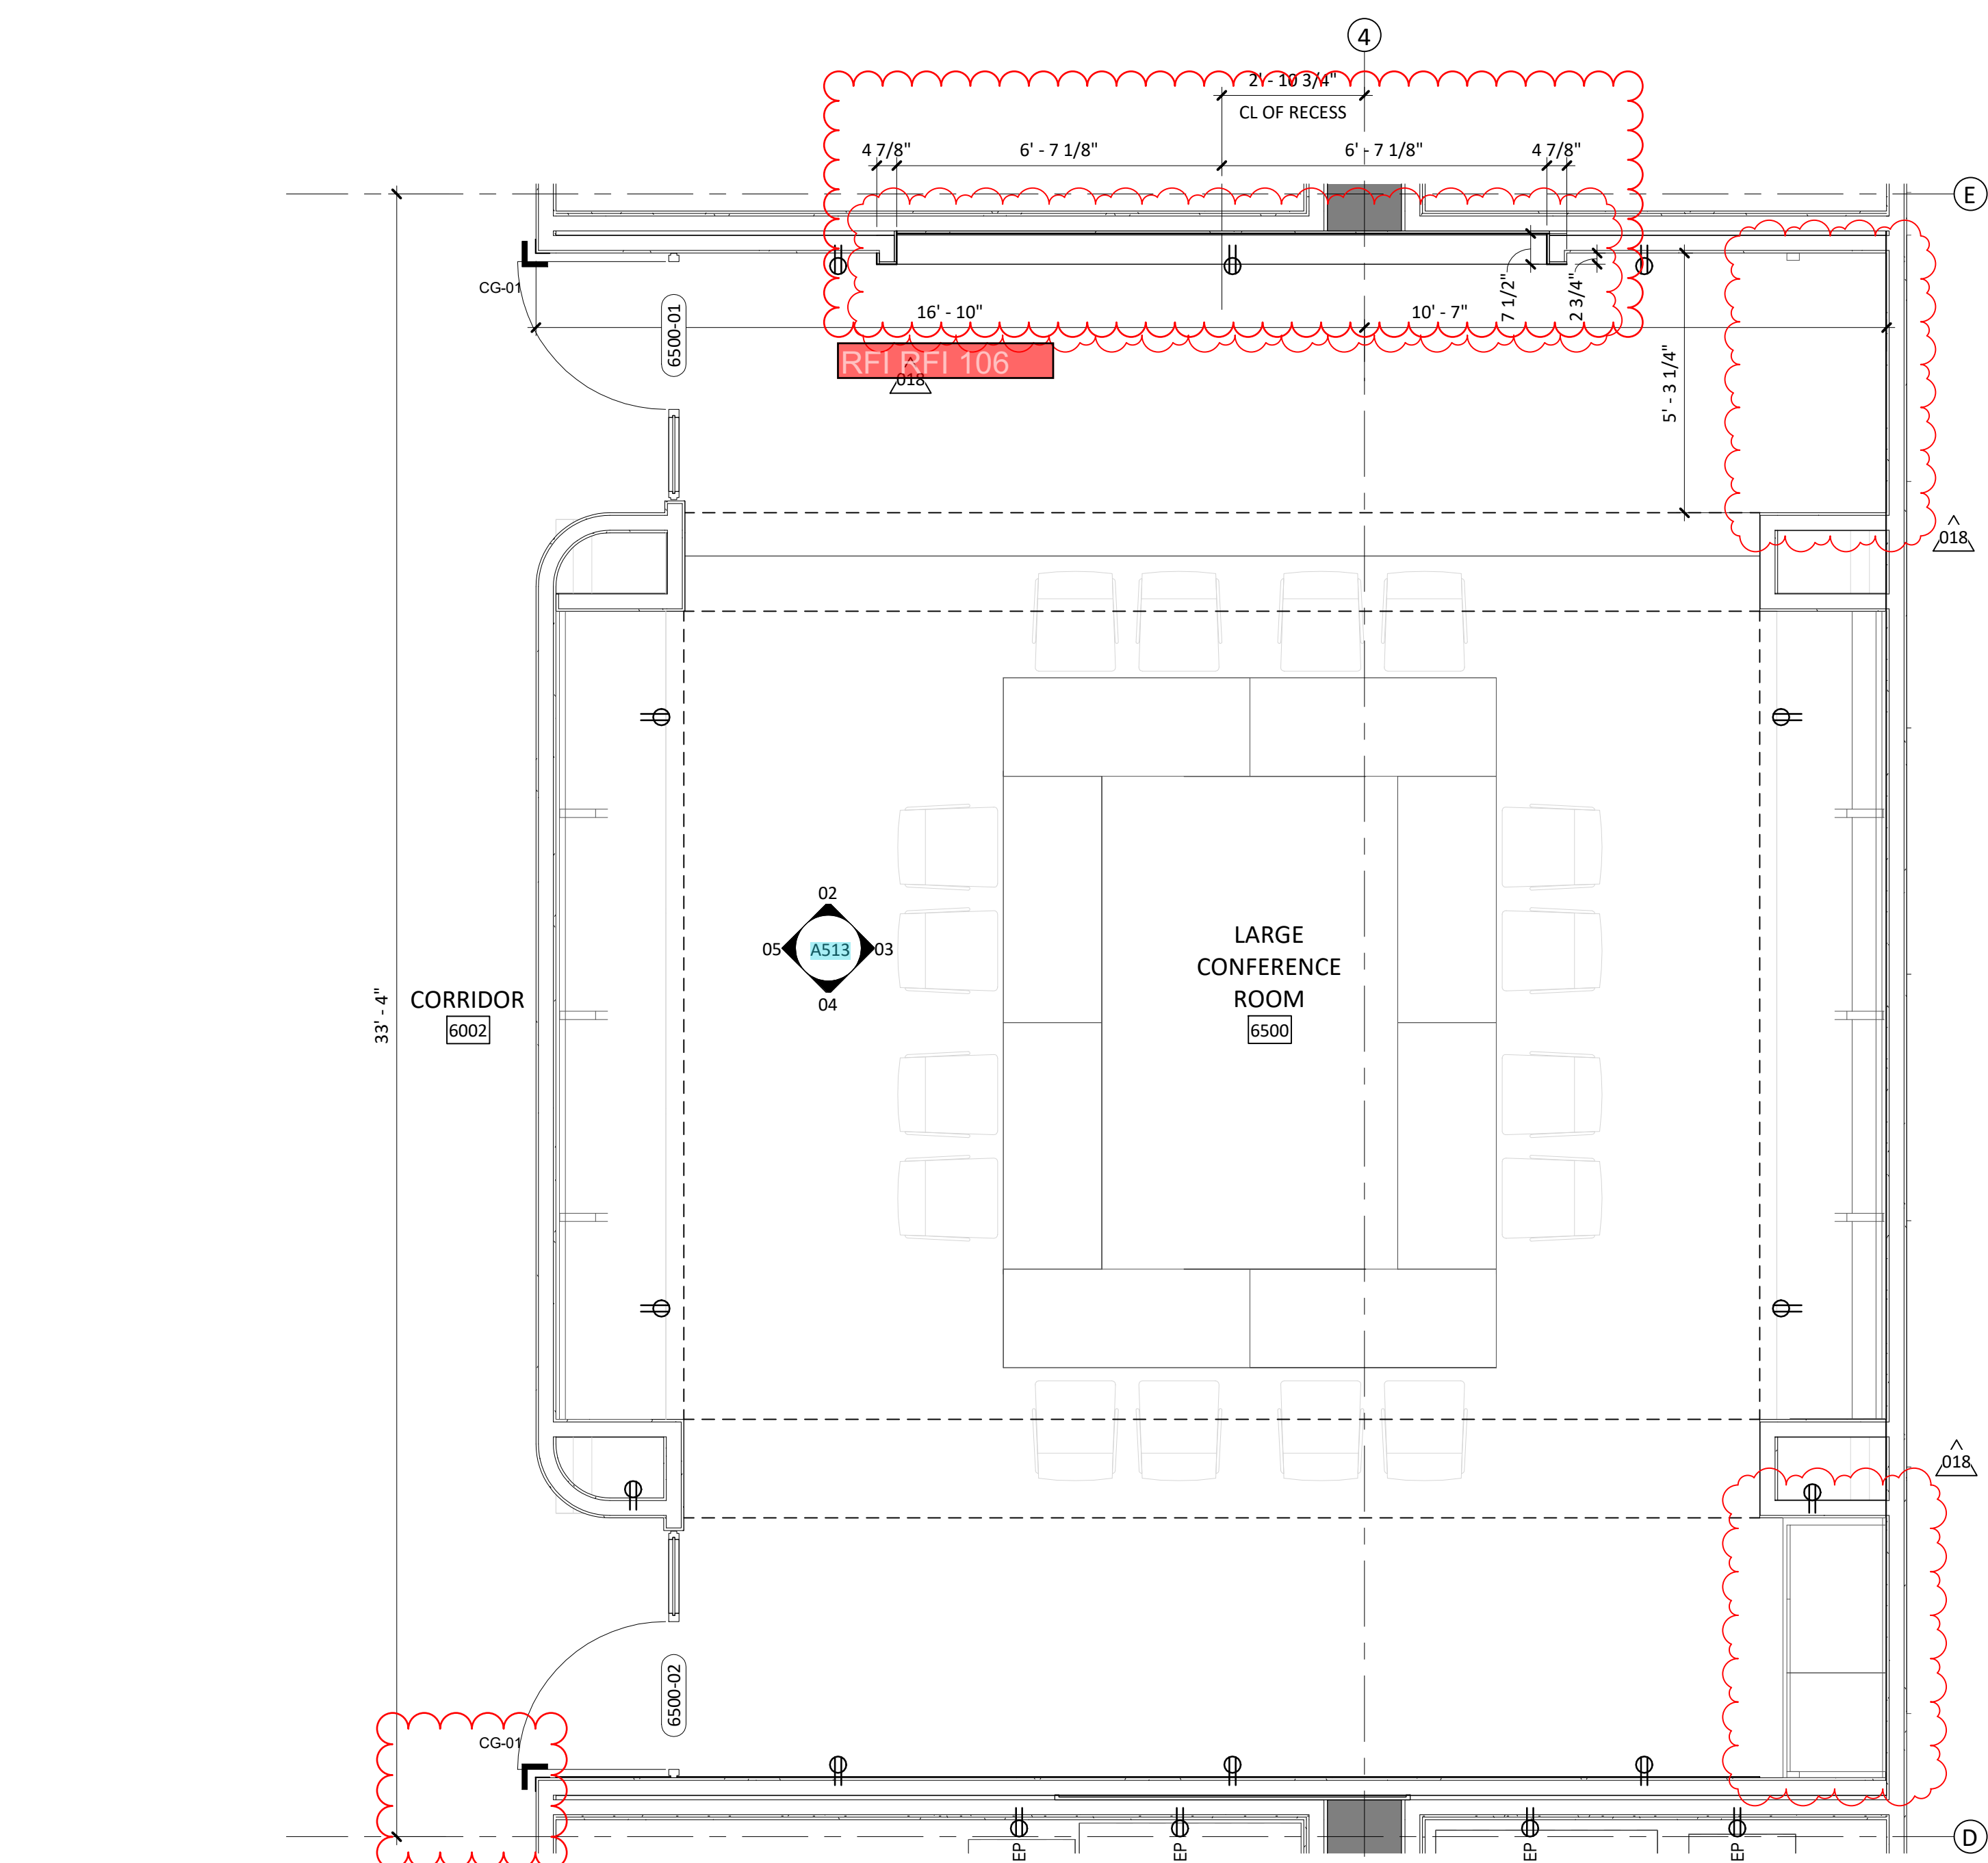 4
2' - 10 3/4"
CL OF RECESS
4 7/8"
6' - 7 1/8"
6' - 7 1/8"
4 7/8"
E
CG-01
6500-01
16' - 10"
10' - 7"
7 1/2"
2 3/4"
RFI RFI 106
018
5' - 3 1/4"
018
02
05
A513
03
04
LARGE
CONFERENCE
ROOM
6500
33' - 4"
CORRIDOR
6002
018
6500-02
CG-01
EP
EP
EP
EP
D